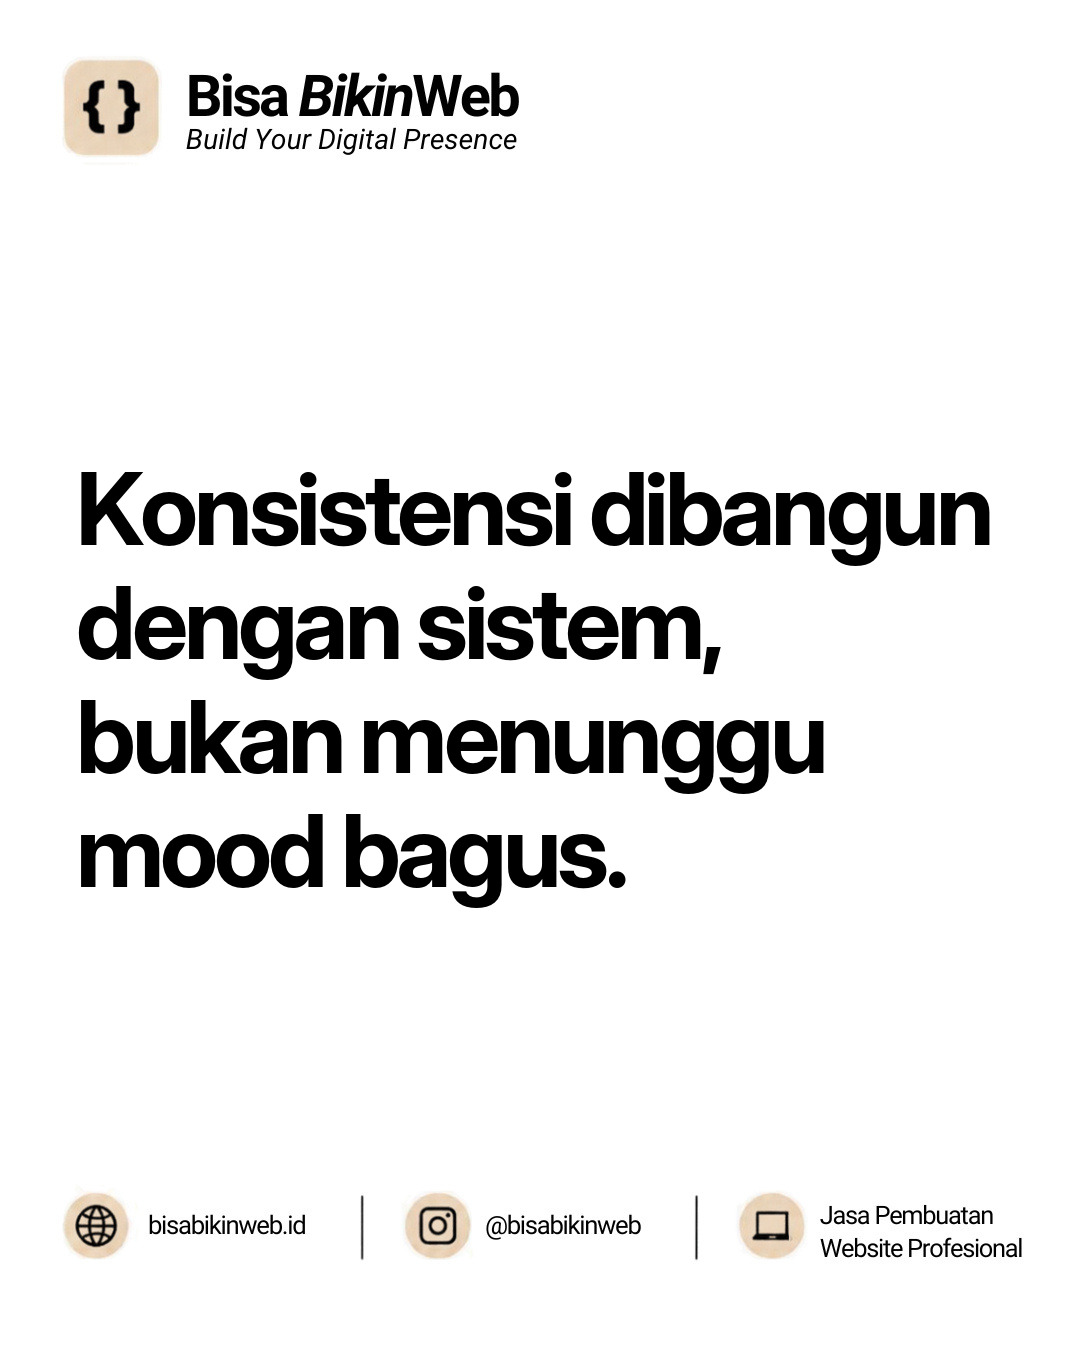 { }
Bisa BikinWeb
Build Your Digital Presence
Konsistensi dibangun
dengan sistem,
bukan menunggu
mood bagus.
bisabikinweb.id
@bisabikinweb
Jasa Pembuatan
Website Profesional